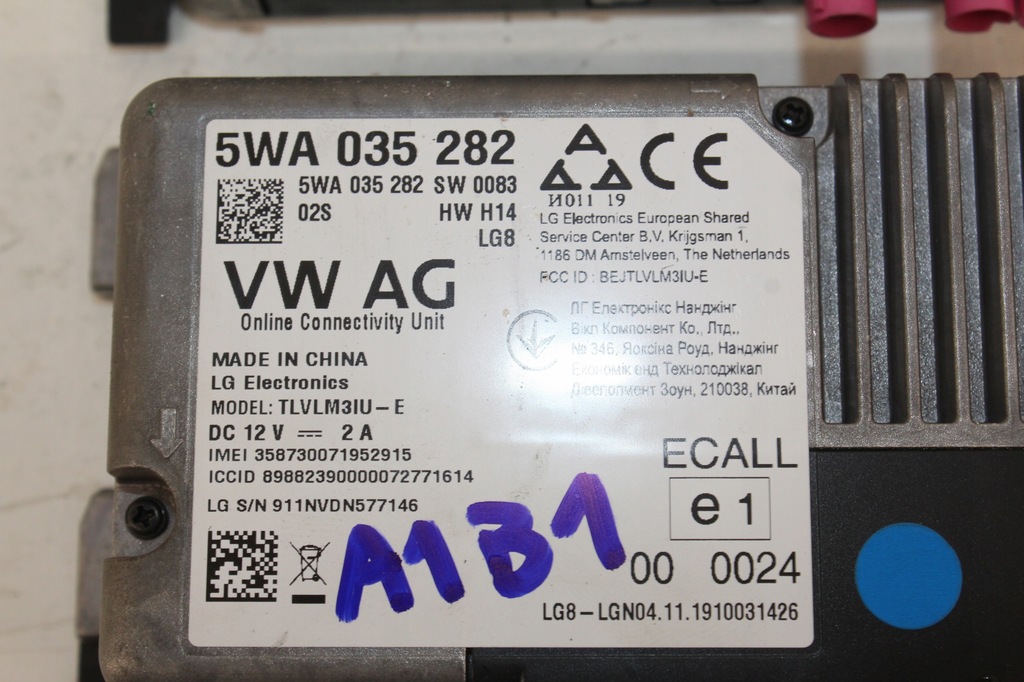 5WA 035 282
5WA 035 282 SW 0083
02S HW H14
LG8
VW AG
Online Connectivity Unit
MADE IN CHINA
LG Electronics
MODEL: TLVLM3IU-E
DC 12 V ⎓ 2 A
IMEI 358730071952915
ICCID 89882390000072771614
LG S/N 911NVDN577146
CE
И011 19
LG Electronics European Shared
Service Center B.V. Krijgsman 1,
1186 DM Amstelveen, The Netherlands
FCC ID : BEJTLVLM3IU-E
ЛГ Електронікс Нанджінг
Вікл Компонент Ко., Лтд.,
№ 346, Яоксіна Роуд, Нанджінг
Економік енд Технолоджікал
Дівелопмент Зоун, 210038, Китай
ECALL
e 1
00 0024
LG8-LGN04.11.1910031426
A1B1